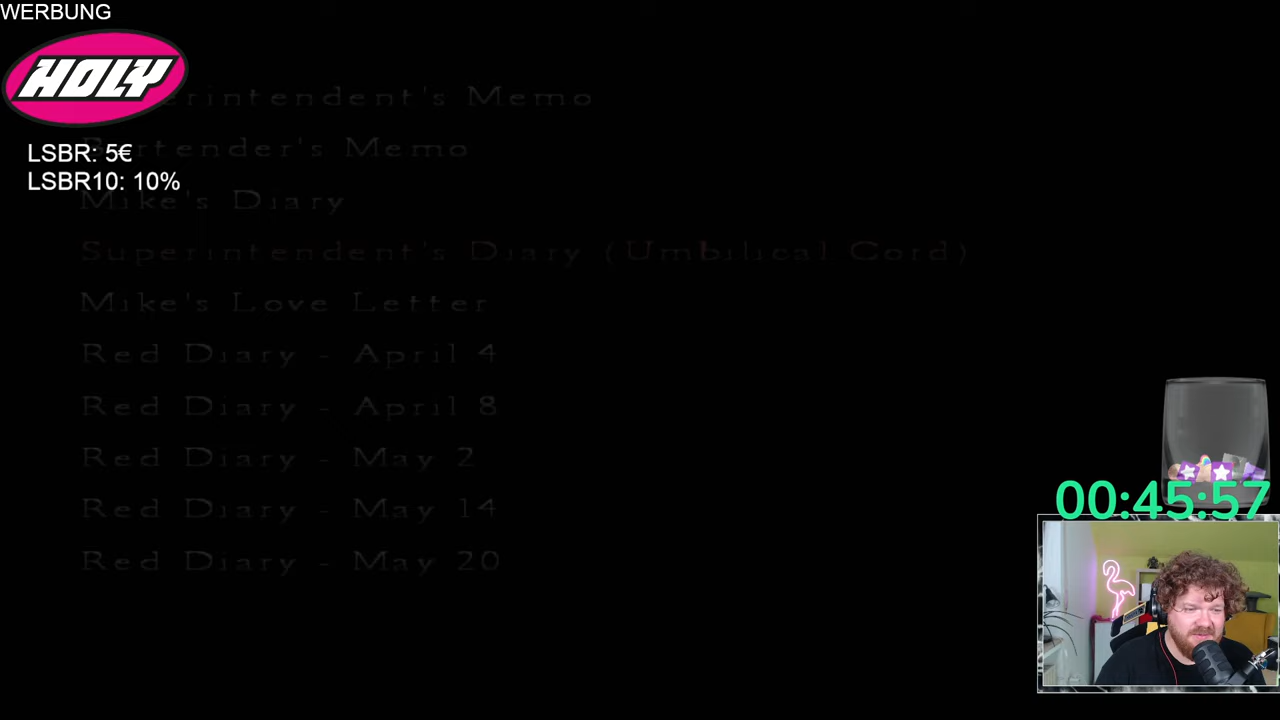 WERBUNG
HOLY
Superintendent's Memo
Bartender's Memo
LSBR: 5€
LSBR10: 10%
Mike's Diary
Superintendent's Diary (Umbilical Cord)
Mike's Love Letter
Red Diary - April 4
Red Diary - April 8
Red Diary - May 2
Red Diary - May 14
Red Diary - May 20
00:45:57